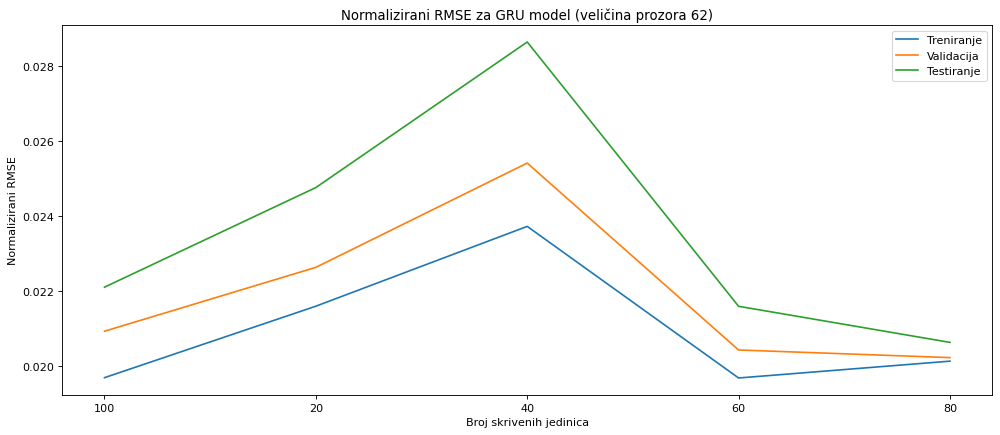 Normalizirani RMSE za GRU model (veličina prozora 62)
Treniranje
Validacija
Testiranje
Normalizirani RMSE
0.028
0.026
0.024
0.022
0.020
100
20
40
60
80
Broj skrivenih jedinica